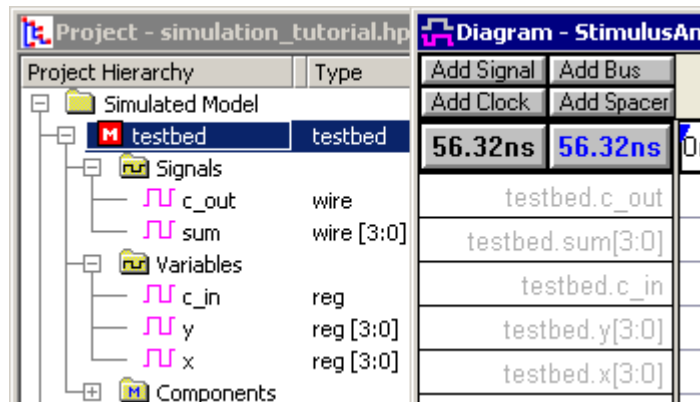 Project - simulation_tutorial.hp
Project Hierarchy Type
Simulated Model
M testbed testbed
Signals
c_out wire
sum wire [3:0]
Variables
c_in reg
y reg [3:0]
x reg [3:0]
M Components
Diagram - StimulusAn
Add Signal Add Bus
Add Clock Add Spacer
56.32ns 56.32ns
testbed.c_out
testbed.sum[3:0]
testbed.c_in
testbed.y[3:0]
testbed.x[3:0]